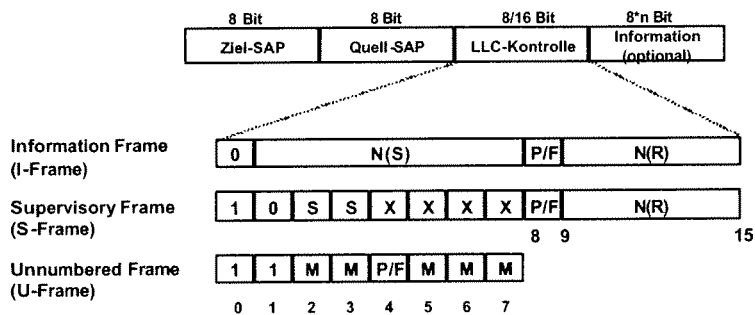 8 Bit 8 Bit 8/16 Bit 8*n Bit
Ziel-SAP Quell-SAP LLC-Kontrolle Information
(optional)
Information Frame
(I-Frame)
0 N(S) P/F N(R)
Supervisory Frame
(S-Frame)
1 0 S S X X X X P/F N(R)
8 9 15
Unnumbered Frame
(U-Frame)
1 1 M M P/F M M M
0 1 2 3 4 5 6 7